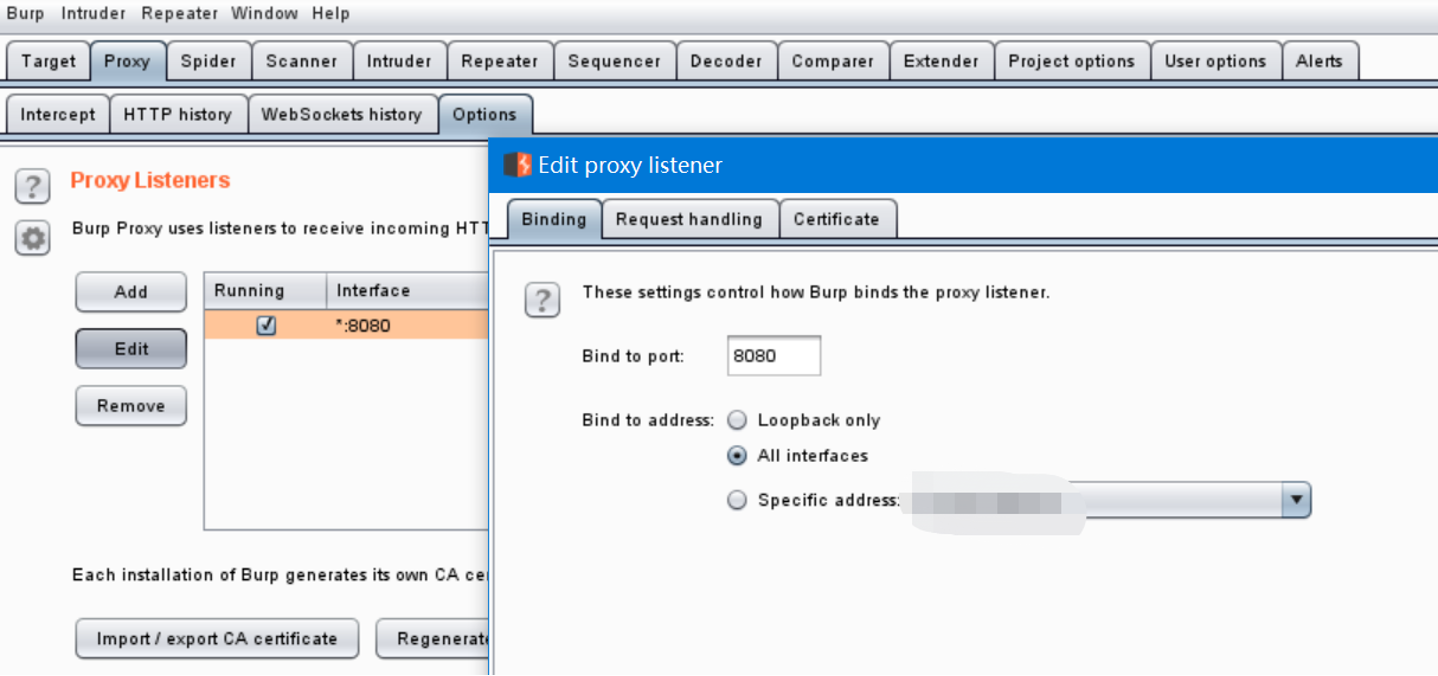 Burp Intruder Repeater Window Help
Target Proxy Spider Scanner Intruder Repeater Sequencer Decoder Comparer Extender Project options User options Alerts
Intercept HTTP history WebSockets history Options
Edit proxy listener
? Proxy Listeners
Binding Request handling Certificate
Burp Proxy uses listeners to receive incoming HTT
Add Running Interface
? These settings control how Burp binds the proxy listener.
*:8080
Edit
Bind to port: 8080
Remove
Bind to address: Loopback only
All interfaces
Specific address:
Each installation of Burp generates its own CA ce
Import / export CA certificate Regenerate